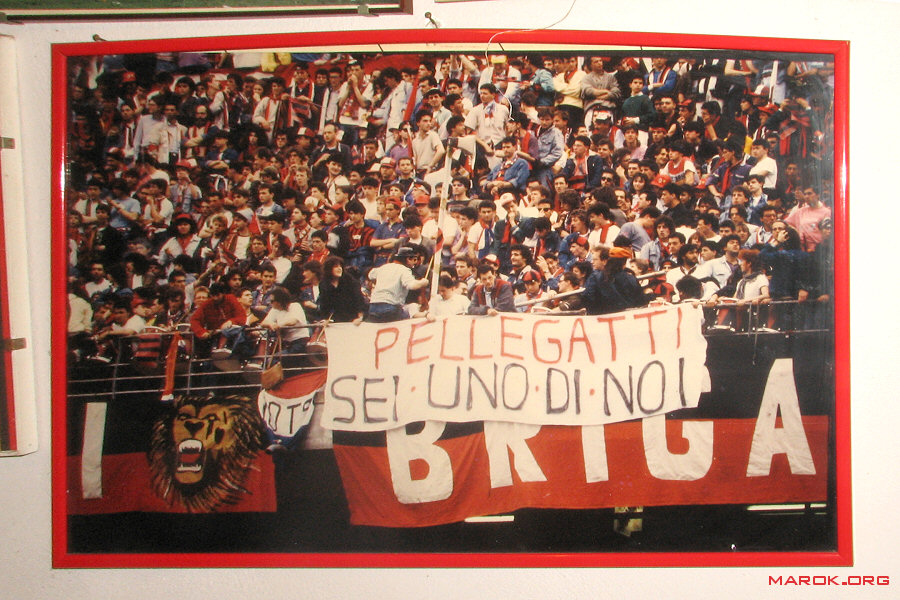 PELLEGATTI
SEI·UNO·DI·NOI
BRIGA
MAROK.ORG